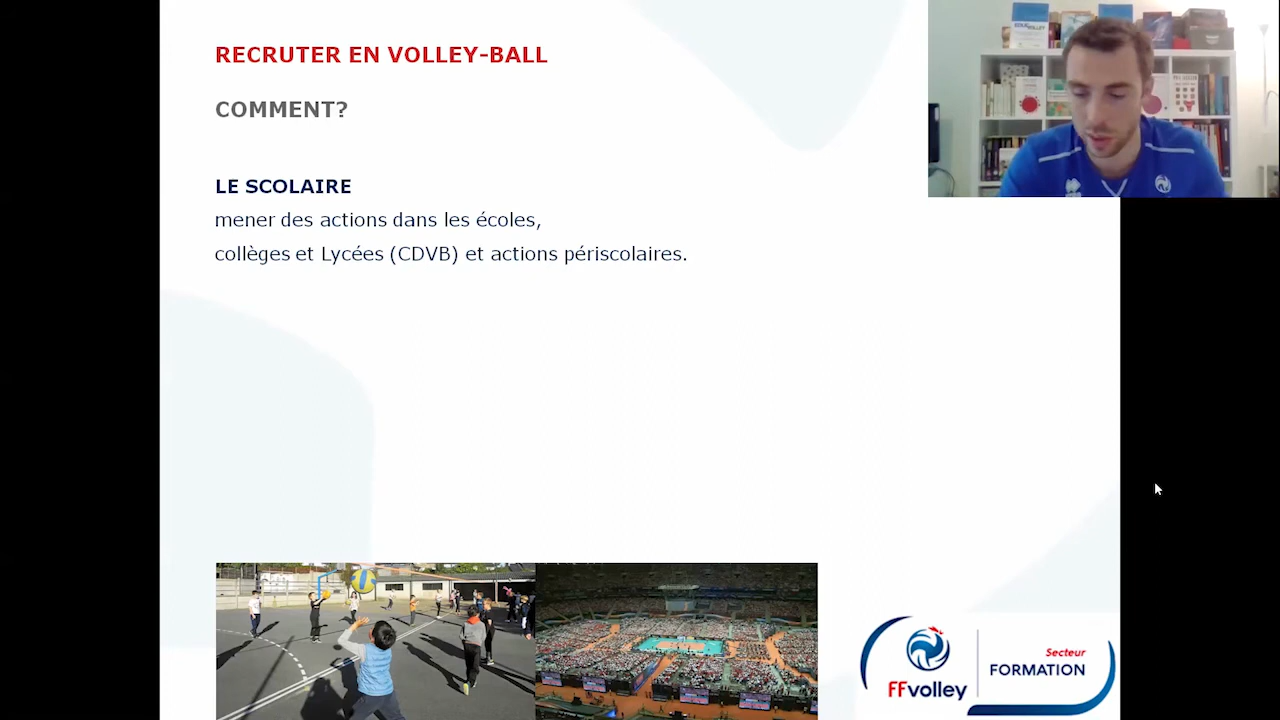 RECRUTER EN VOLLEY-BALL
COMMENT?
LE SCOLAIRE
mener des actions dans les écoles,
collèges et Lycées (CDVB) et actions périscolaires.
FFvolley
Secteur
FORMATION